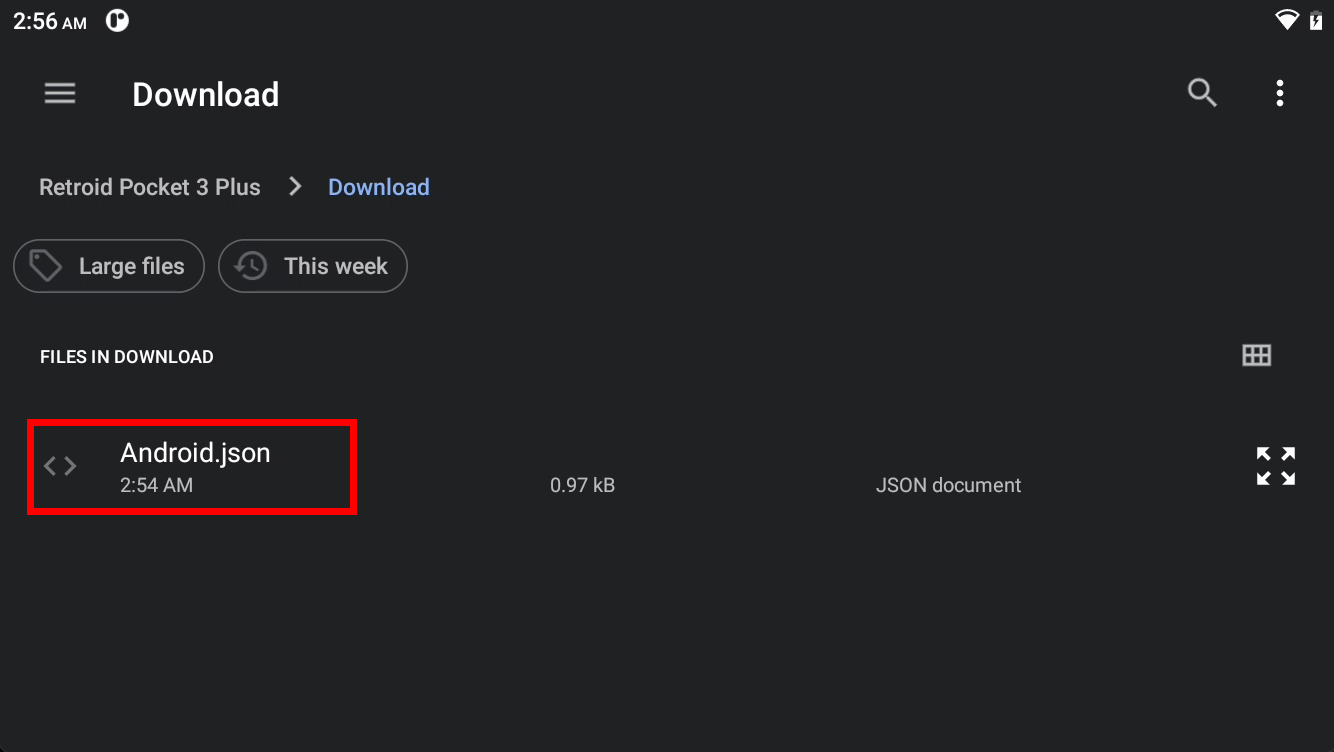 2:56 AM
Download
Retroid Pocket 3 Plus > Download
Large files
This week
FILES IN DOWNLOAD
Android.json
2:54 AM
0.97 kB
JSON document